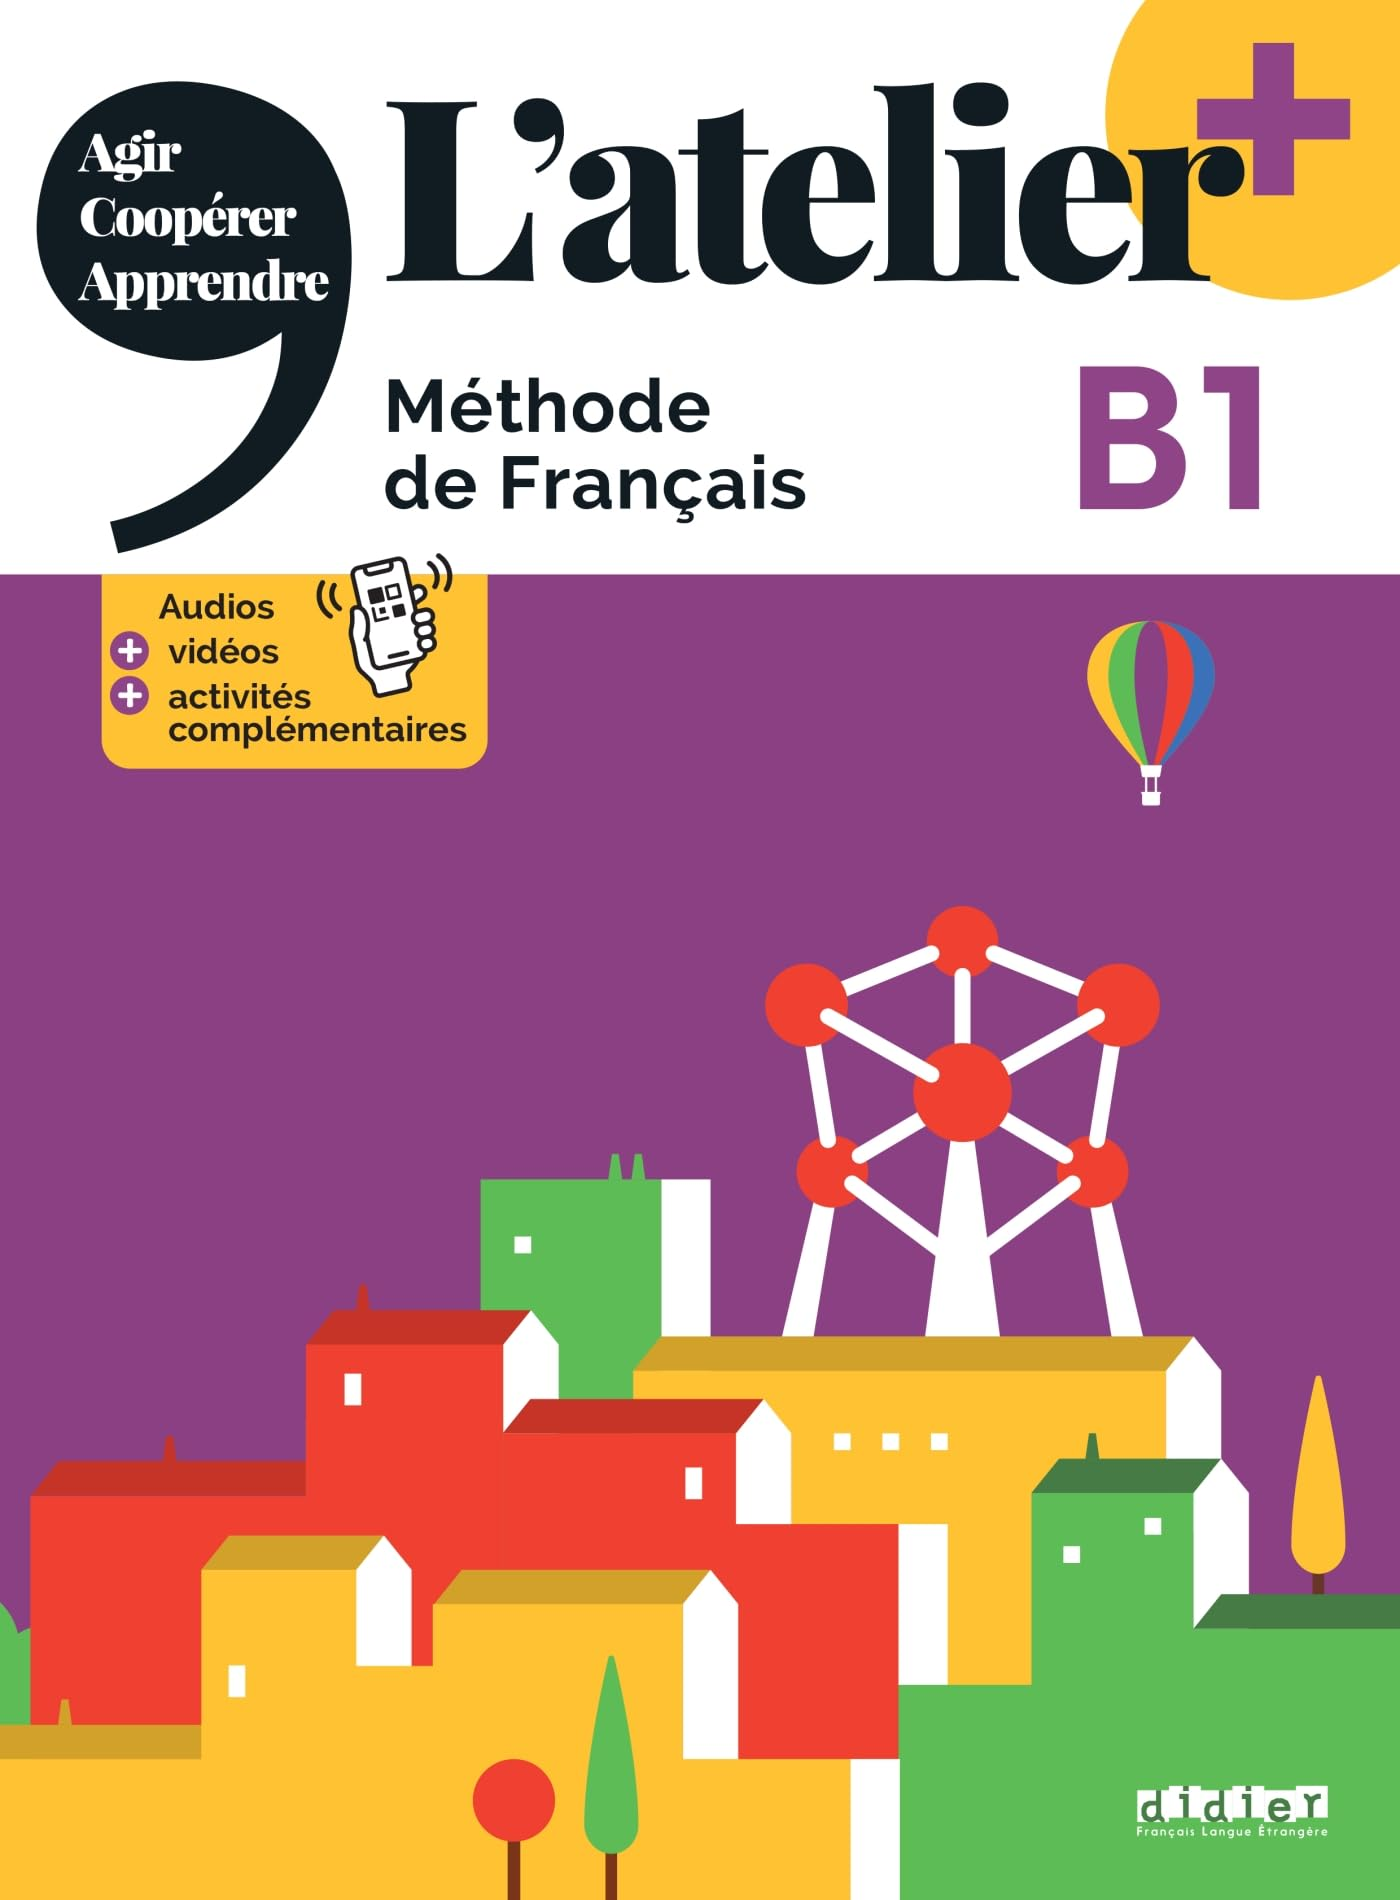 Agir
Coopérer
Apprendre
L'atelier+
Méthode
de Français
B1
Audios
+ vidéos
+ activités
complémentaires
didier
Français Langue Étrangère